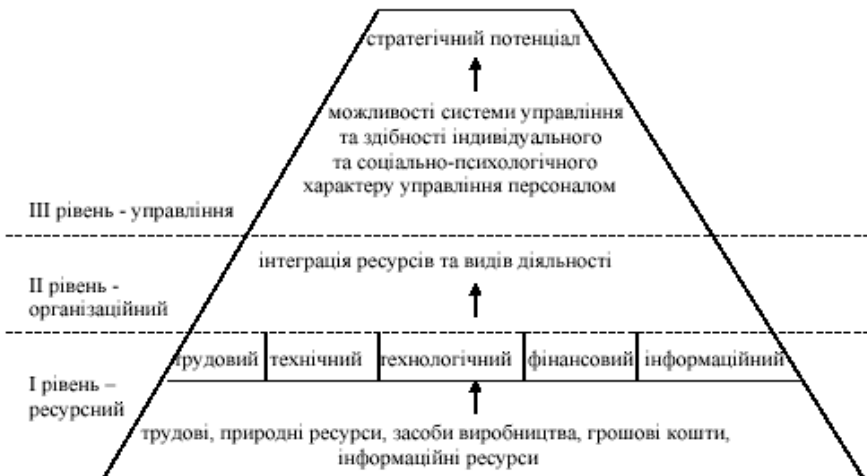 стратегічний потенціал
можливості системи управління
та здібності індивідуального
та соціально-психологічного
характеру управління персоналом
ІІІ рівень - управління
інтеграція ресурсів та видів діяльності
ІІ рівень -
організаційний
трудовий технічний технологічний фінансовий інформаційний
І рівень –
ресурсний
трудові, природні ресурси, засоби виробництва, грошові кошти,
інформаційні ресурси